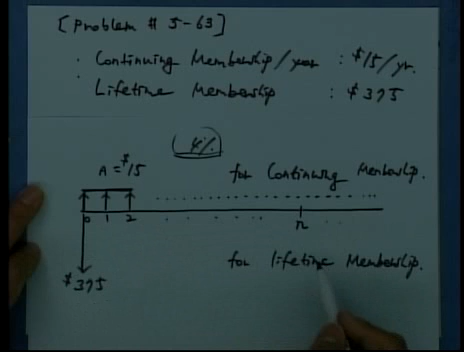 [Problem # 5-63]
· Continuing Membership/year : $15/yr.
· Lifetime Membership : $375
4%
A = $15
for Continuing Membership.
0 1 2
n
for lifetime Membership.
$375